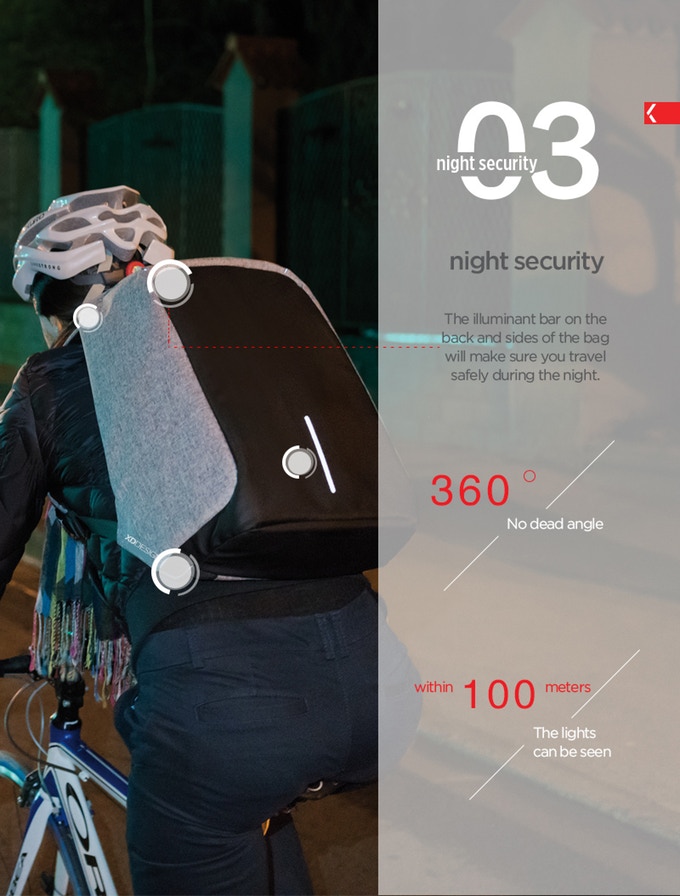 03
night security
night security
The illuminant bar on the
back and sides of the bag
will make sure you travel
safely during the night.
360°
No dead angle
within 100 meters
The lights
can be seen
XDDESIGN
OR